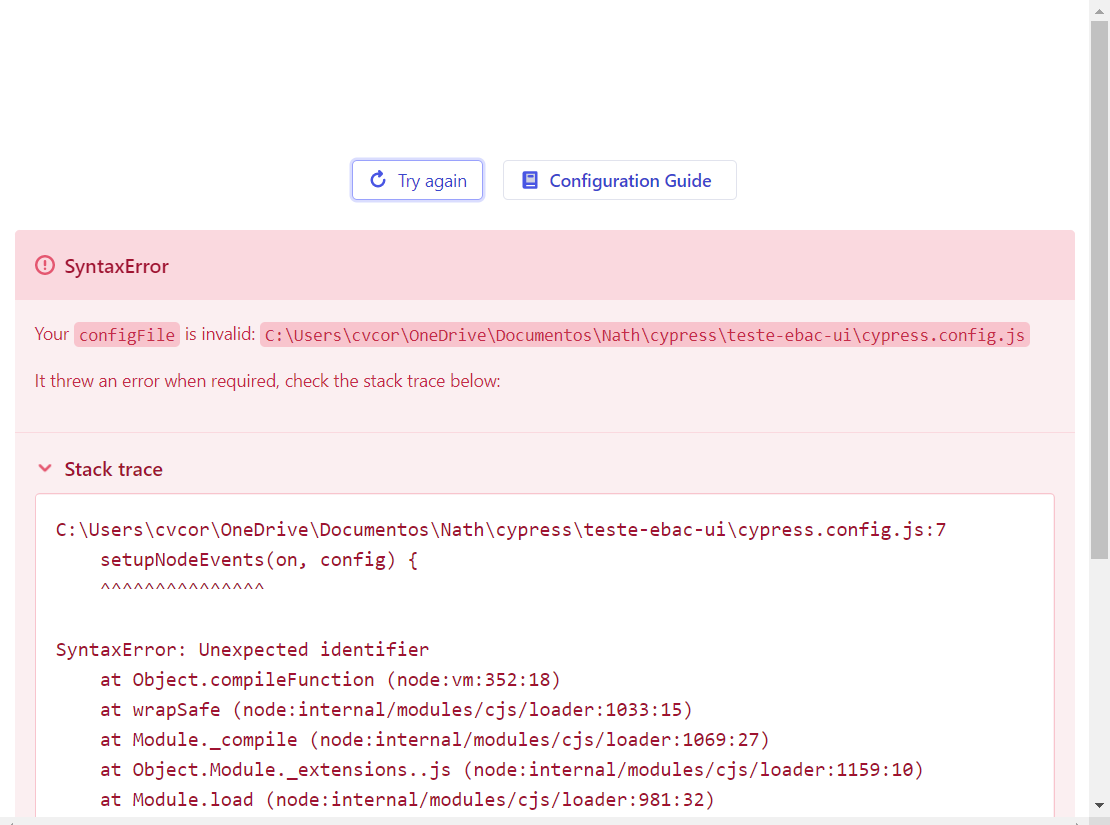 Try again
Configuration Guide
SyntaxError
Your configFile is invalid: C:\Users\cvcor\OneDrive\Documentos\Nath\cypress\teste-ebac-ui\cypress.config.js
It threw an error when required, check the stack trace below:
Stack trace
C:\Users\cvcor\OneDrive\Documentos\Nath\cypress\teste-ebac-ui\cypress.config.js:7
    setupNodeEvents(on, config) {
    ^^^^^^^^^^^^^^^
SyntaxError: Unexpected identifier
    at Object.compileFunction (node:vm:352:18)
    at wrapSafe (node:internal/modules/cjs/loader:1033:15)
    at Module._compile (node:internal/modules/cjs/loader:1069:27)
    at Object.Module._extensions..js (node:internal/modules/cjs/loader:1159:10)
    at Module.load (node:internal/modules/cjs/loader:981:32)